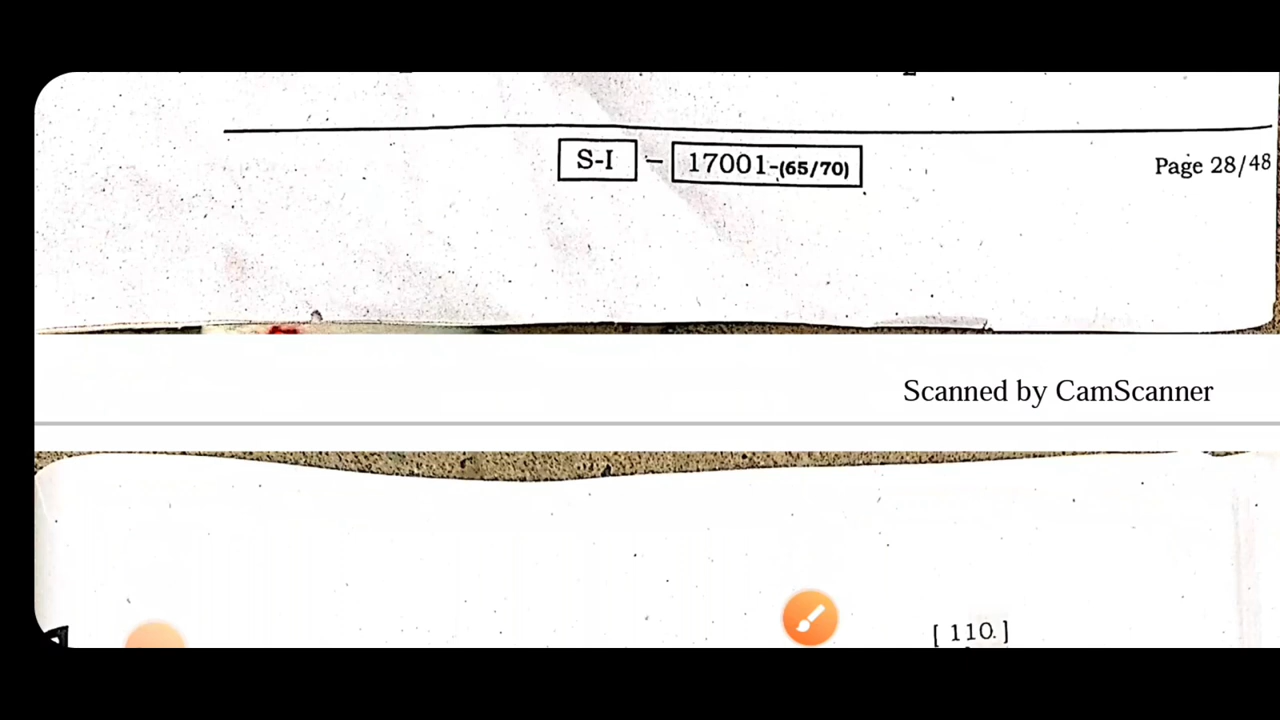 S-I – 17001-(65/70)
Page 28/48
Scanned by CamScanner
[ 110. ]